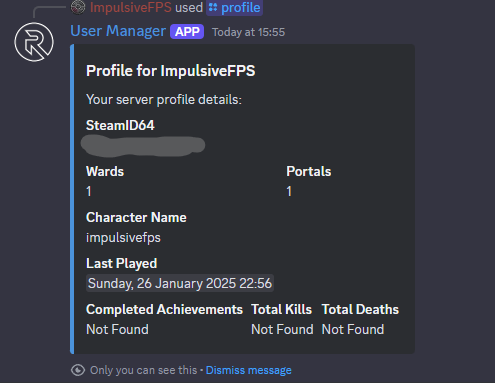 ImpulsiveFPS used profile
User Manager APP Today at 15:55
Profile for ImpulsiveFPS
Your server profile details:
SteamID64
Wards Portals
1 1
Character Name
impulsivefps
Last Played
Sunday, 26 January 2025 22:56
Completed Achievements Total Kills Total Deaths
Not Found Not Found Not Found
Only you can see this • Dismiss message